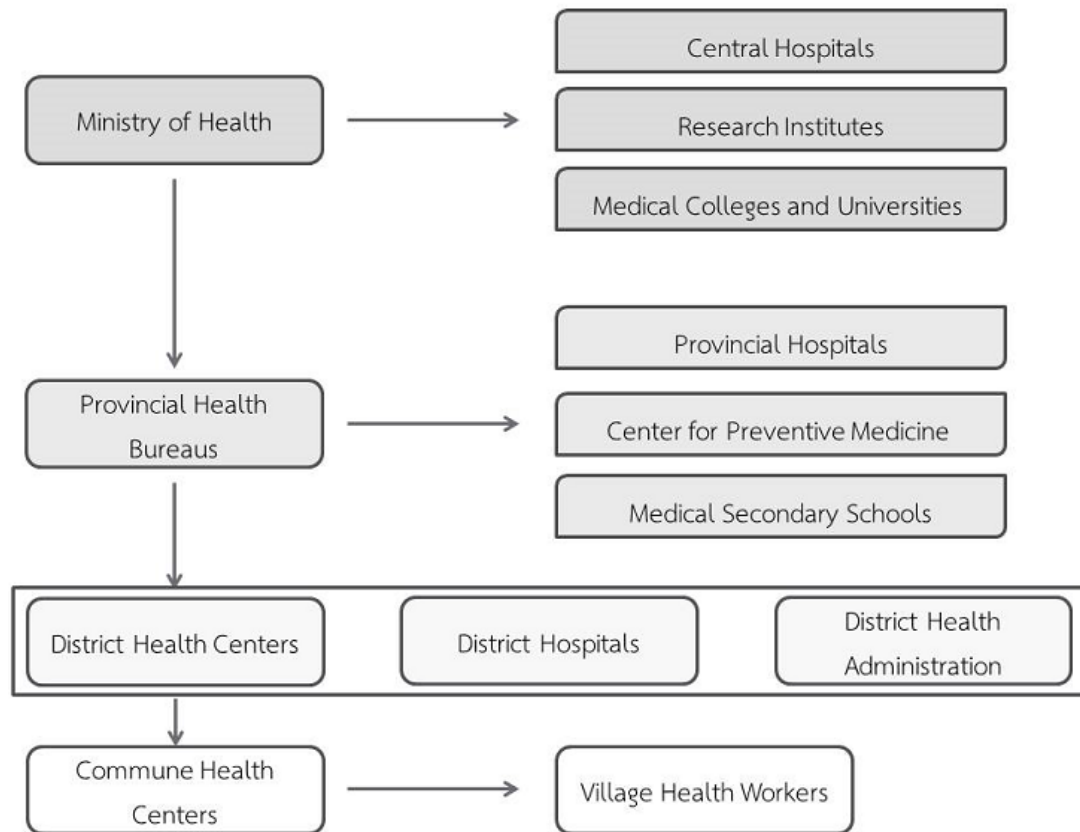 Central Hospitals
Ministry of Health
Research Institutes
Medical Colleges and Universities
Provincial Hospitals
Provincial Health
Bureaus
Center for Preventive Medicine
Medical Secondary Schools
District Health Centers
District Hospitals
District Health
Administration
Commune Health
Centers
Village Health Workers